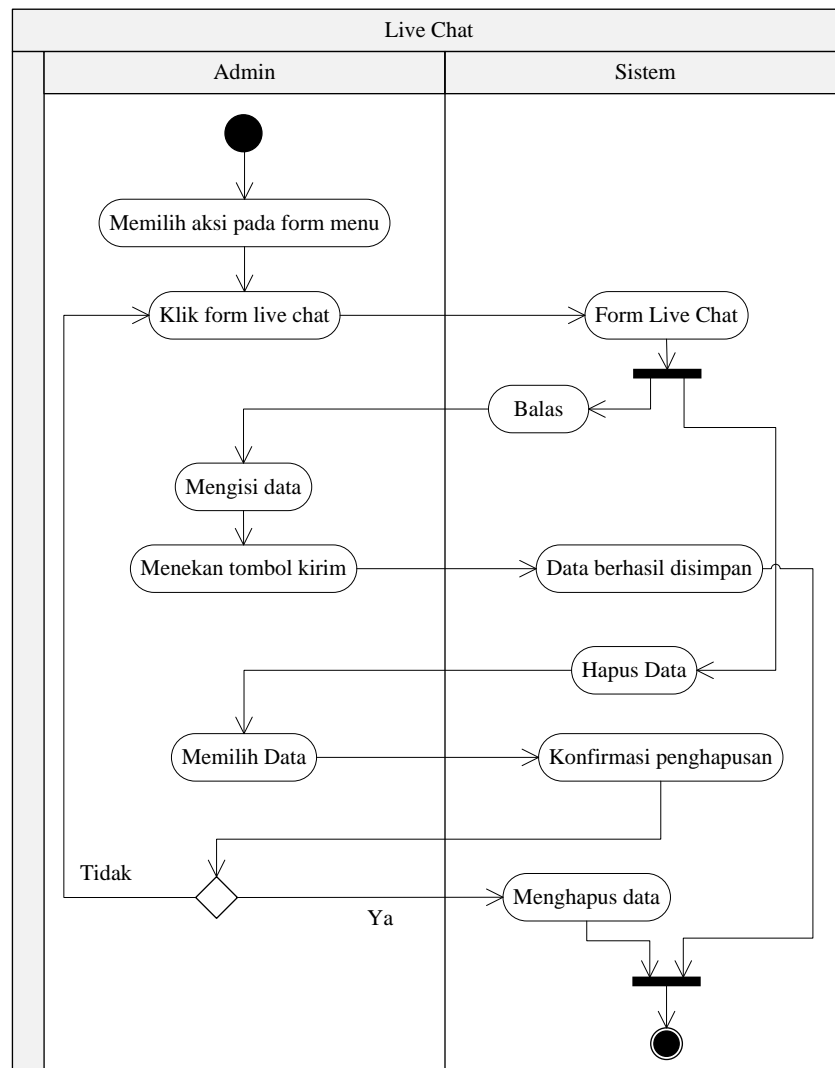 Live Chat
Admin
Sistem
Memilih aksi pada form menu
Klik form live chat
Form Live Chat
Balas
Mengisi data
Menekan tombol kirim
Data berhasil disimpan
Hapus Data
Memilih Data
Konfirmasi penghapusan
Tidak
Ya
Menghapus data